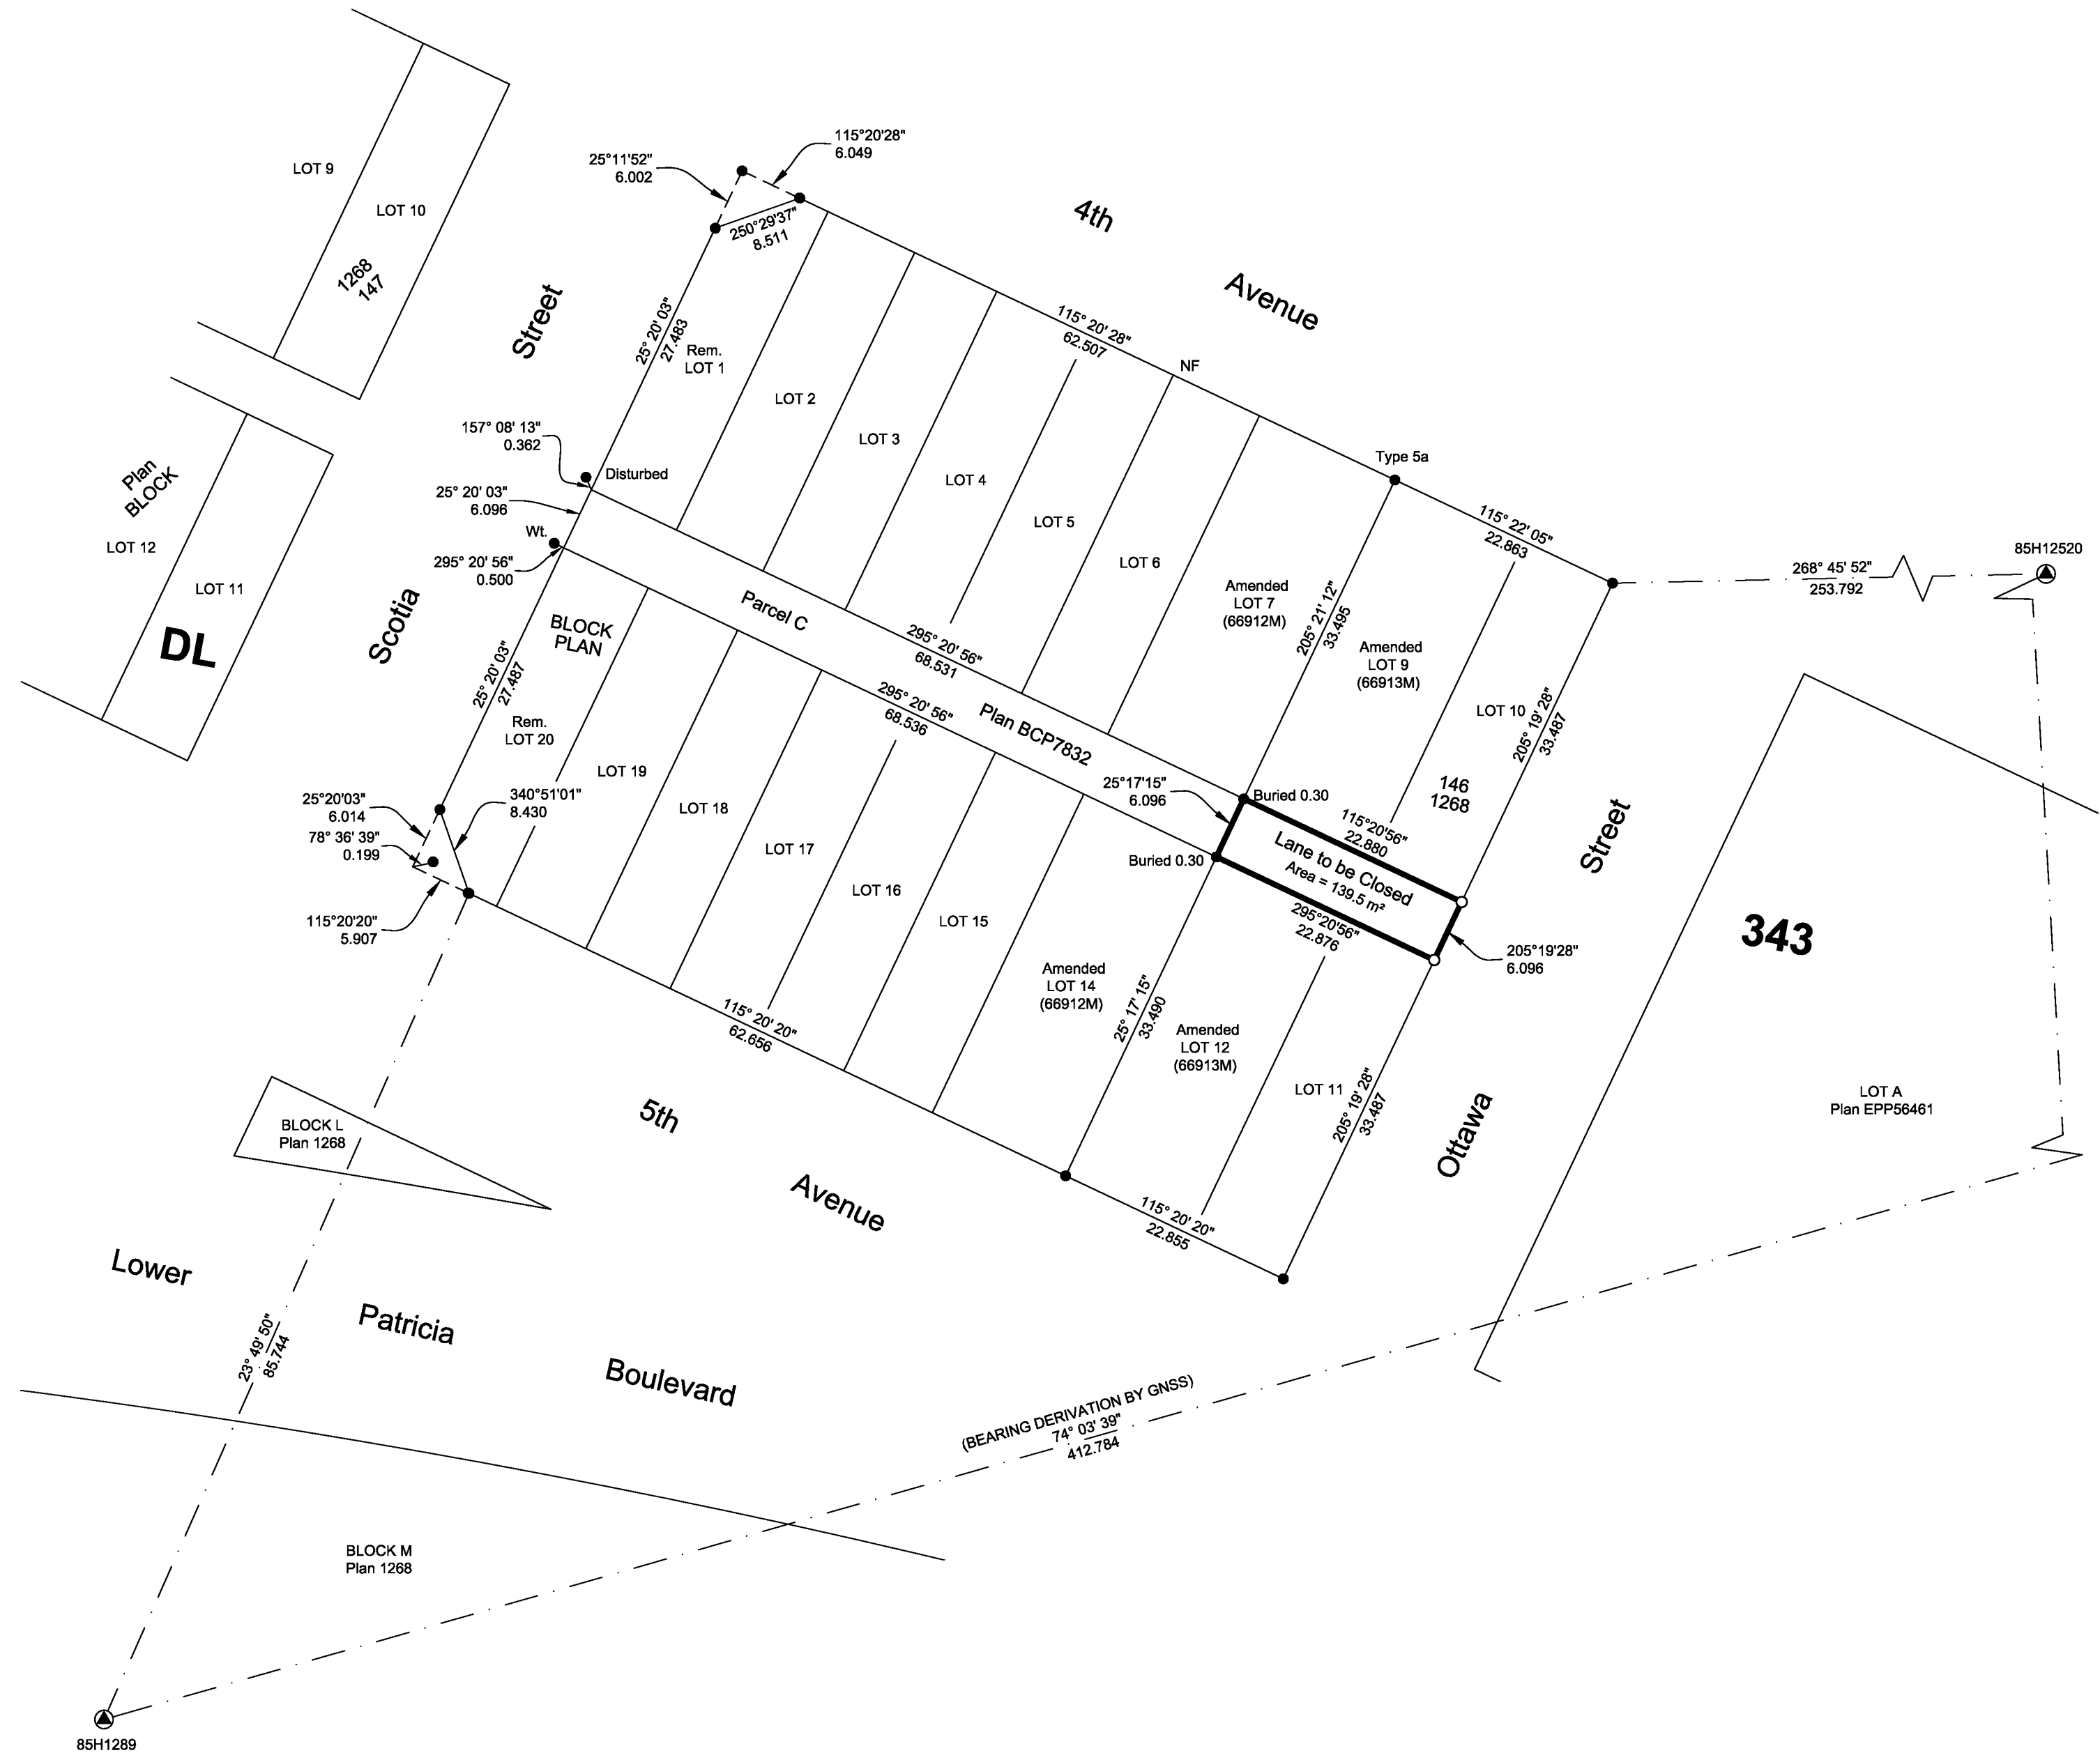 115°20'28"
6.049
25°11'52"
6.002
LOT 9
LOT 10
1268
147
250°29'37"
8.511
4th
Avenue
Street
25° 20' 03"
27.483
Rem.
LOT 1
LOT 2
LOT 3
LOT 4
LOT 5
LOT 6
115° 20' 28"
62.507
NF
Type 5a
115° 22' 05"
22.863
268° 45' 52"
253.792
85H12520
157° 08' 13"
0.362
Disturbed
25° 20' 03"
6.096
Wt.
295° 20' 56"
0.500
Plan
BLOCK
LOT 12
LOT 11
DL
Scotia
BLOCK
PLAN
Parcel C
Plan BCP7832
295° 20' 56"
68.531
295° 20' 56"
68.536
Amended
LOT 7
(66912M)
205° 21' 12"
33.495
Amended
LOT 9
(66913M)
LOT 10
205° 19' 28"
33.487
146
1268
25° 20' 03"
27.487
Rem.
LOT 20
LOT 19
LOT 18
LOT 17
LOT 16
LOT 15
25°20'03"
6.014
78° 36' 39"
0.199
340°51'01"
8.430
115°20'20"
5.907
25°17'15"
6.096
Buried 0.30
Buried 0.30
115°20'56"
22.880
Lane to be Closed
Area = 139.5 m²
295°20'56"
22.876
205°19'28"
6.096
Street
343
Amended
LOT 14
(66912M)
25° 17' 15"
33.490
Amended
LOT 12
(66913M)
LOT 11
205° 19' 28"
33.487
Ottawa
LOT A
Plan EPP56461
115° 20' 20"
62.656
5th
Avenue
115° 20' 20"
22.855
BLOCK L
Plan 1268
Lower
Patricia
Boulevard
23° 49' 50"
85.744
(BEARING DERIVATION BY GNSS)
74° 03' 39"
412.784
BLOCK M
Plan 1268
85H1289